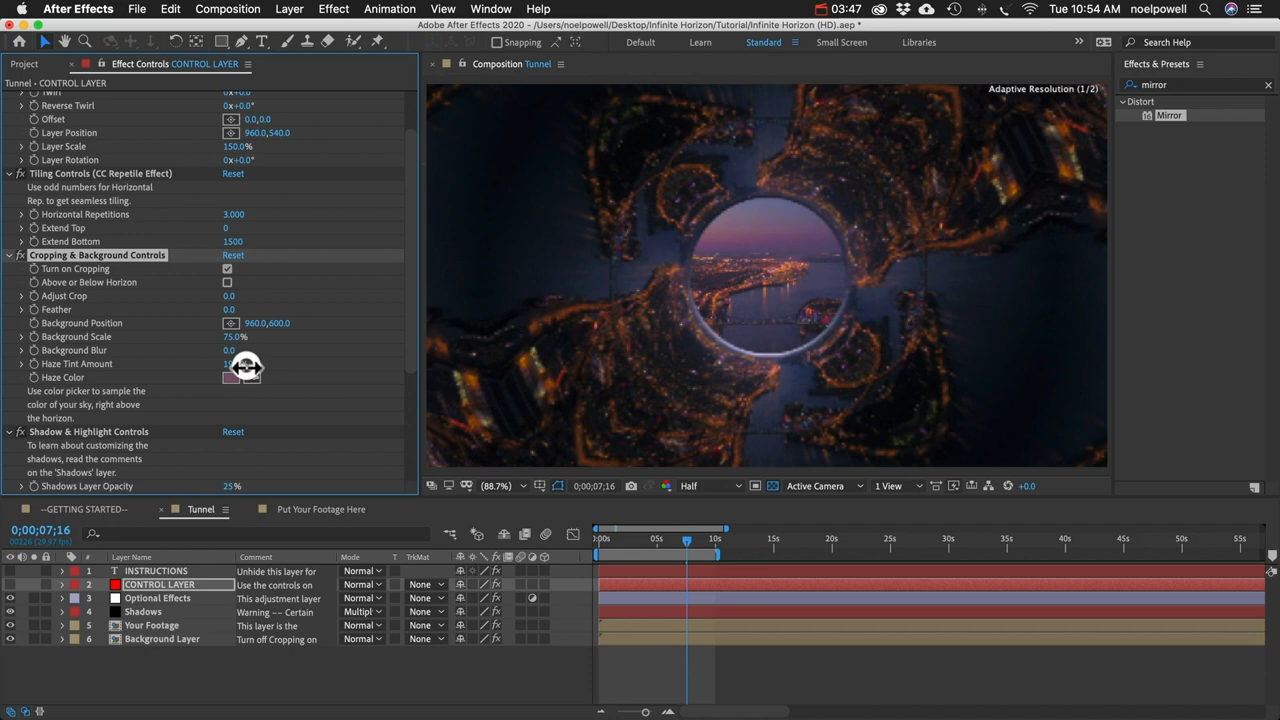 After Effects File Edit Composition Layer Effect Animation View Window Help 03:47 Tue 10:54 AM noelpowell
Adobe After Effects 2020 - /Users/noelpowell/Desktop/Infinite Horizon/Tutorial/Infinite Horizon (HD).aep *
Snapping Default Learn Standard Small Screen Libraries Search Help
Project Effect Controls CONTROL LAYER Composition Tunnel Effects & Presets
Tunnel • CONTROL LAYER mirror
Twirl 0x+0.0° Adaptive Resolution (1/2)
Reverse Twirl 0x+0.0° Distort
Offset 0.0,0.0 Mirror
Layer Position 960.0,540.0
Layer Scale 150.0%
Layer Rotation 0x+0.0°
fx Tiling Controls (CC Repetile Effect) Reset
Use odd numbers for Horizontal
Rep. to get seamless tiling.
Horizontal Repetitions 3.000
Extend Top 0
Extend Bottom 1500
fx Cropping & Background Controls Reset
Turn on Cropping
Above or Below Horizon
Adjust Crop 0.0
Feather 0.0
Background Position 960.0,600.0
Background Scale 75.0%
Background Blur 0.0
Haze Tint Amount
Haze Color
Use color picker to sample the
color of your sky, right above
the horizon.
fx Shadow & Highlight Controls Reset
To learn about customizing the
shadows, read the comments
on the 'Shadows' layer.
Shadows Layer Opacity 25%
(88.7%) 0;00;07;16 Half Active Camera 1 View +0.0
--GETTING STARTED-- Tunnel Put Your Footage Here
0;00;07;16
00226 (29.97 fps)
:00s 05s 10s 15s 20s 25s 30s 35s 40s 45s 50s 55s
# Layer Name Comment Mode T TrkMat
1 T INSTRUCTIONS Unhide this layer for Normal
2 CONTROL LAYER Use the controls on Normal None
3 Optional Effects This adjustment layer Normal None
4 Shadows Warning -- Certain Multipl None
5 Your Footage This layer is the Normal None
6 Background Layer Turn off Cropping on Normal None